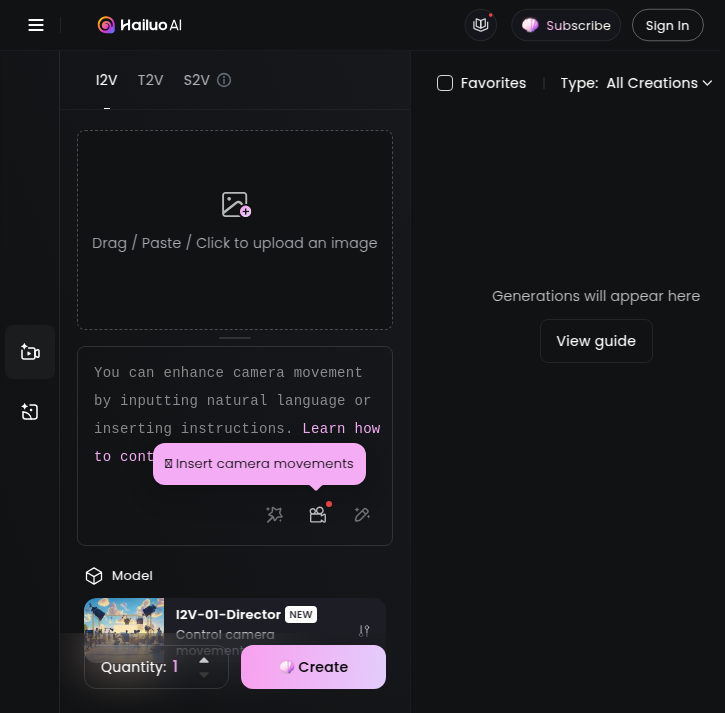 Hailuo AI
Subscribe
Sign In
I2V
T2V
S2V
Favorites
Type: All Creations
Drag / Paste / Click to upload an image
Generations will appear here
View guide
You can enhance camera movement
by inputting natural language or
inserting instructions. Learn how
to cont
Insert camera movements
Model
I2V-01-Director NEW
Control camera
movement
Quantity: 1
Create